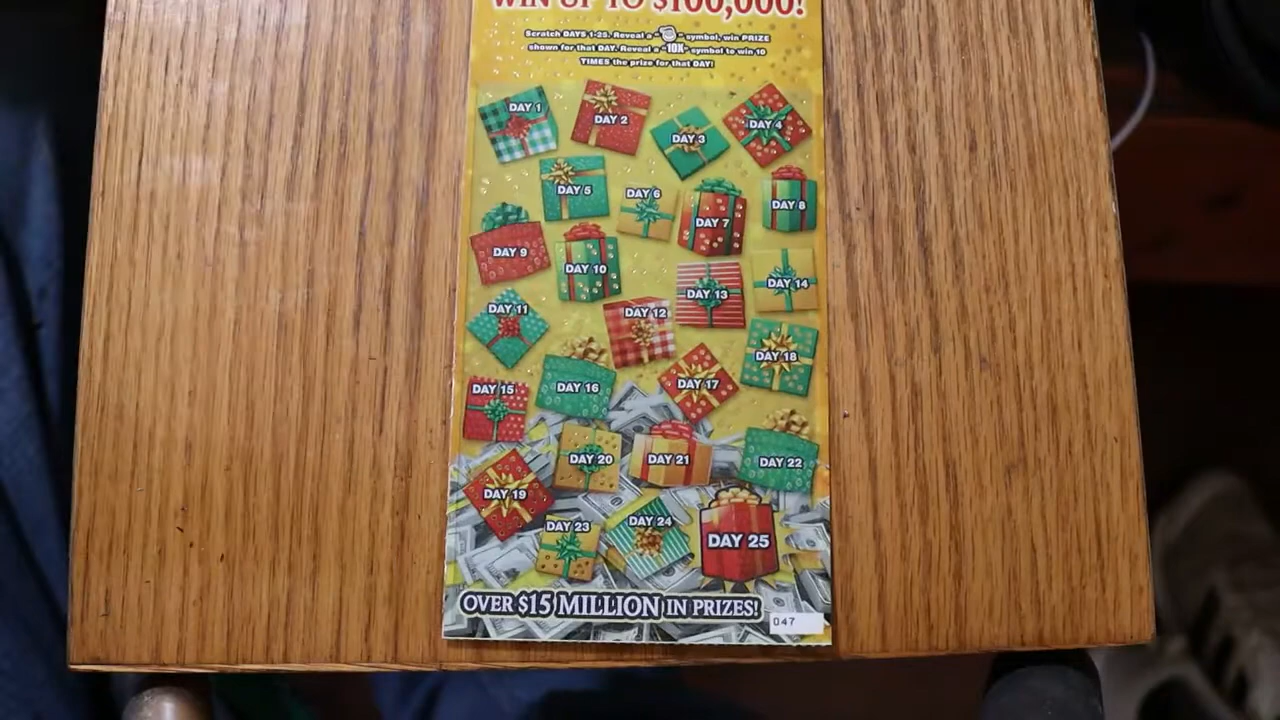 WIN UP TO $100,000!
Scratch DAYS 1-25. Reveal a " " symbol, win PRIZE
shown for that DAY. Reveal a "10X" symbol to win 10
TIMES the prize for that DAY!
DAY 1
DAY 2
DAY 3
DAY 4
DAY 5
DAY 6
DAY 7
DAY 8
DAY 9
DAY 10
DAY 11
DAY 12
DAY 13
DAY 14
DAY 15
DAY 16
DAY 17
DAY 18
DAY 19
DAY 20
DAY 21
DAY 22
DAY 23
DAY 24
DAY 25
OVER $15 MILLION IN PRIZES!
047